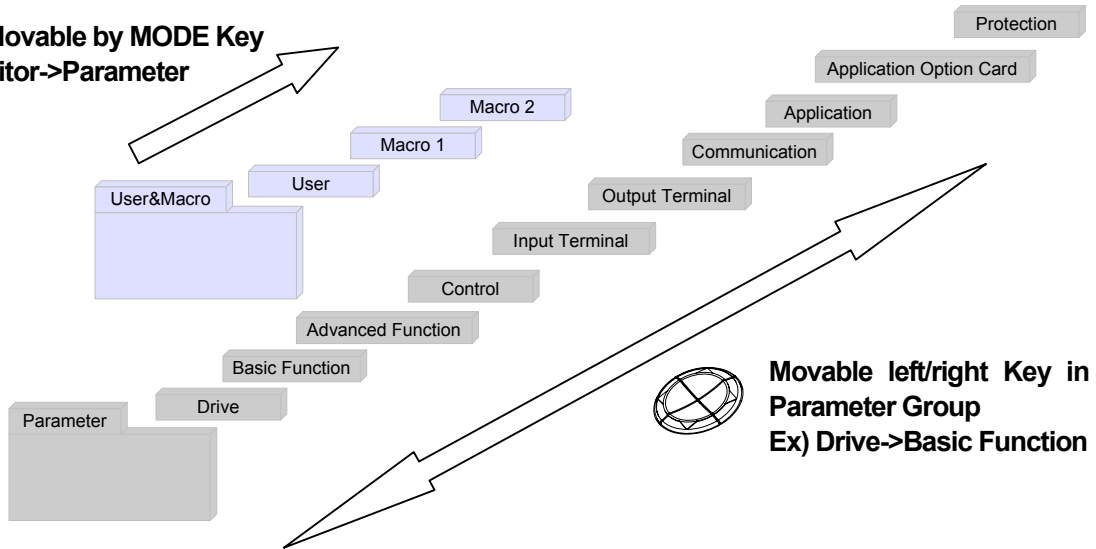 Movable by MODE Key
itor->Parameter
Protection
Application Option Card
Macro 2
Application
Macro 1
Communication
User
User&Macro
Output Terminal
Input Terminal
Control
Advanced Function
Basic Function
Drive
Parameter
Movable left/right Key in
Parameter Group
Ex) Drive->Basic Function